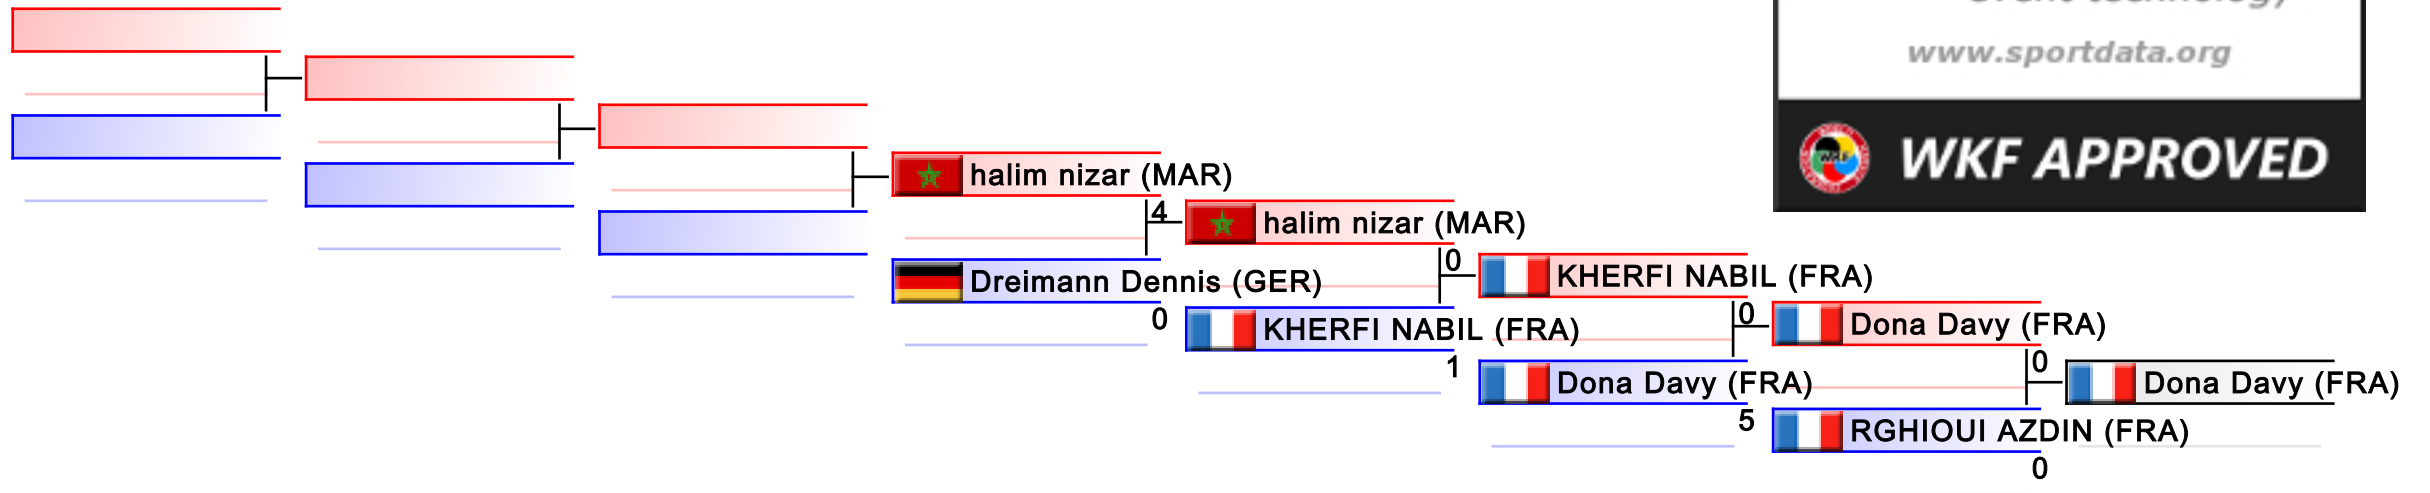 event technology
www.sportdata.org
WKF APPROVED
halim nizar (MAR)
4
halim nizar (MAR)
0
Dreimann Dennis (GER)
0
KHERFI NABIL (FRA)
0
KHERFI NABIL (FRA)
1
Dona Davy (FRA)
0
Dona Davy (FRA)
5
Dona Davy (FRA)
RGHIOUI AZDIN (FRA)
0